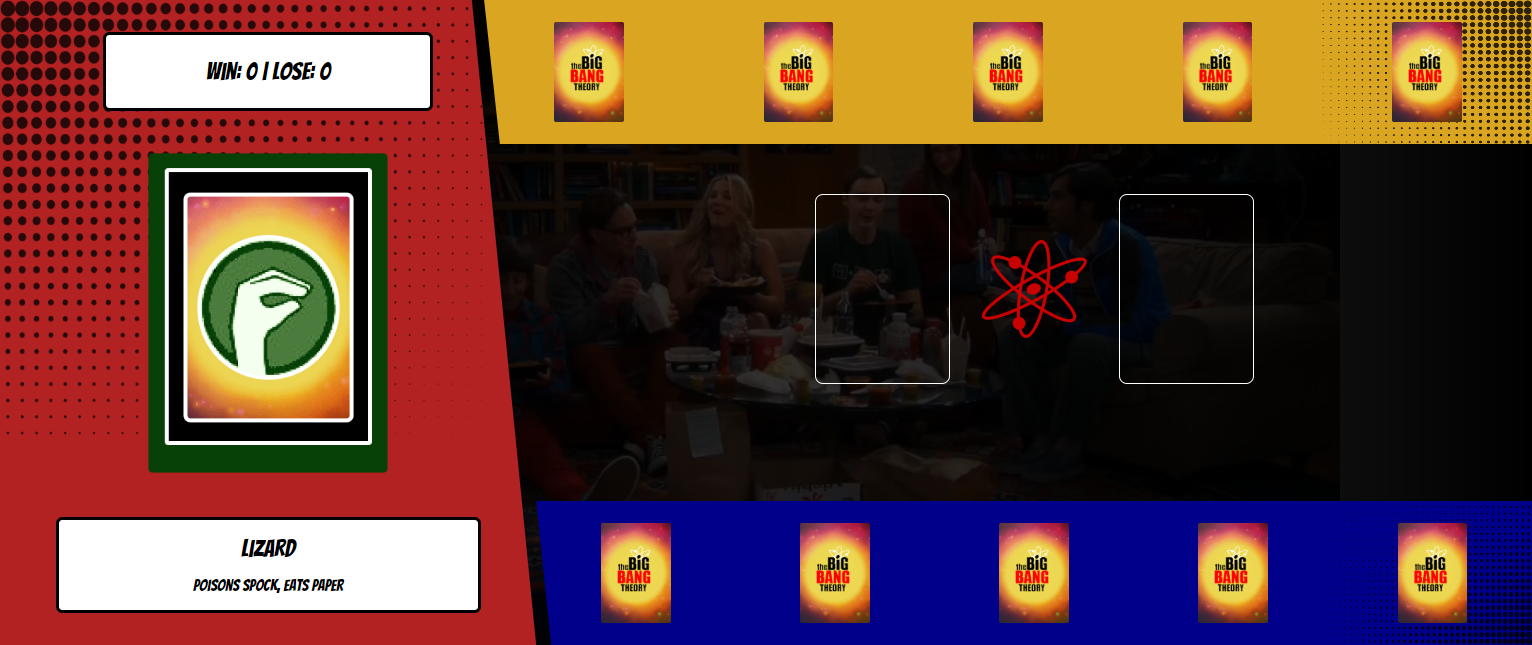 WIN: 0 | LOSE: 0
the BiG
BANG
THEORY
the BiG
BANG
THEORY
the BiG
BANG
THEORY
the BiG
BANG
THEORY
the BiG
BANG
THEORY
LIZARD
POISONS SPOCK, EATS PAPER
the BiG
BANG
THEORY
the BiG
BANG
THEORY
the BiG
BANG
THEORY
the BiG
BANG
THEORY
the BiG
BANG
THEORY